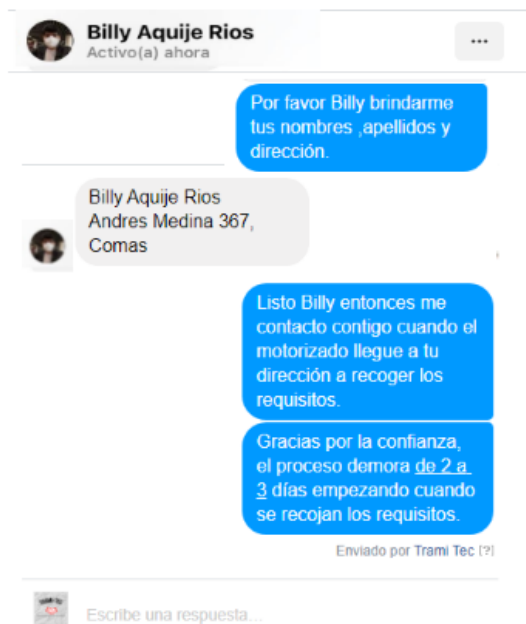 Billy Aquije Rios
Activo(a) ahora
Por favor Billy brindarme
tus nombres ,apellidos y
dirección.
Billy Aquije Rios
Andres Medina 367,
Comas
Listo Billy entonces me
contacto contigo cuando el
motorizado llegue a tu
dirección a recoger los
requisitos.
Gracias por la confianza,
el proceso demora de 2 a
3 días empezando cuando
se recojan los requisitos.
Enviado por Trami Tec [?]
Escribe una respuesta...